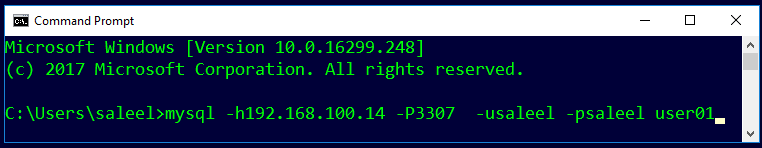 Command Prompt
Microsoft Windows [Version 10.0.16299.248]
(c) 2017 Microsoft Corporation. All rights reserved.
C:\Users\saleel>mysql -h192.168.100.14 -P3307  -usaleel -psaleel user01